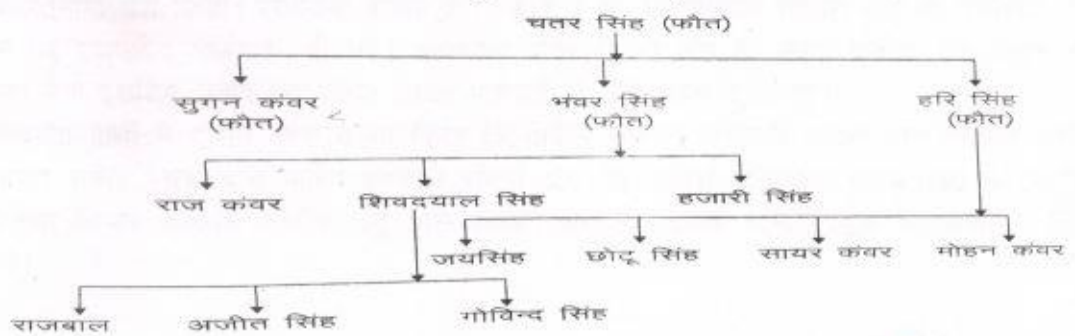 चतर सिंह (फौत)
सुगन कंवर
(फौत)
भंवर सिंह
(फौत)
हरि सिंह
(फौत)
राज कंवर
शिवदयाल सिंह
हजारी सिंह
जयसिंह
छोटू सिंह
सायर कंवर
मोहन कंवर
राजबाल
अजीत सिंह
गोविन्द सिंह